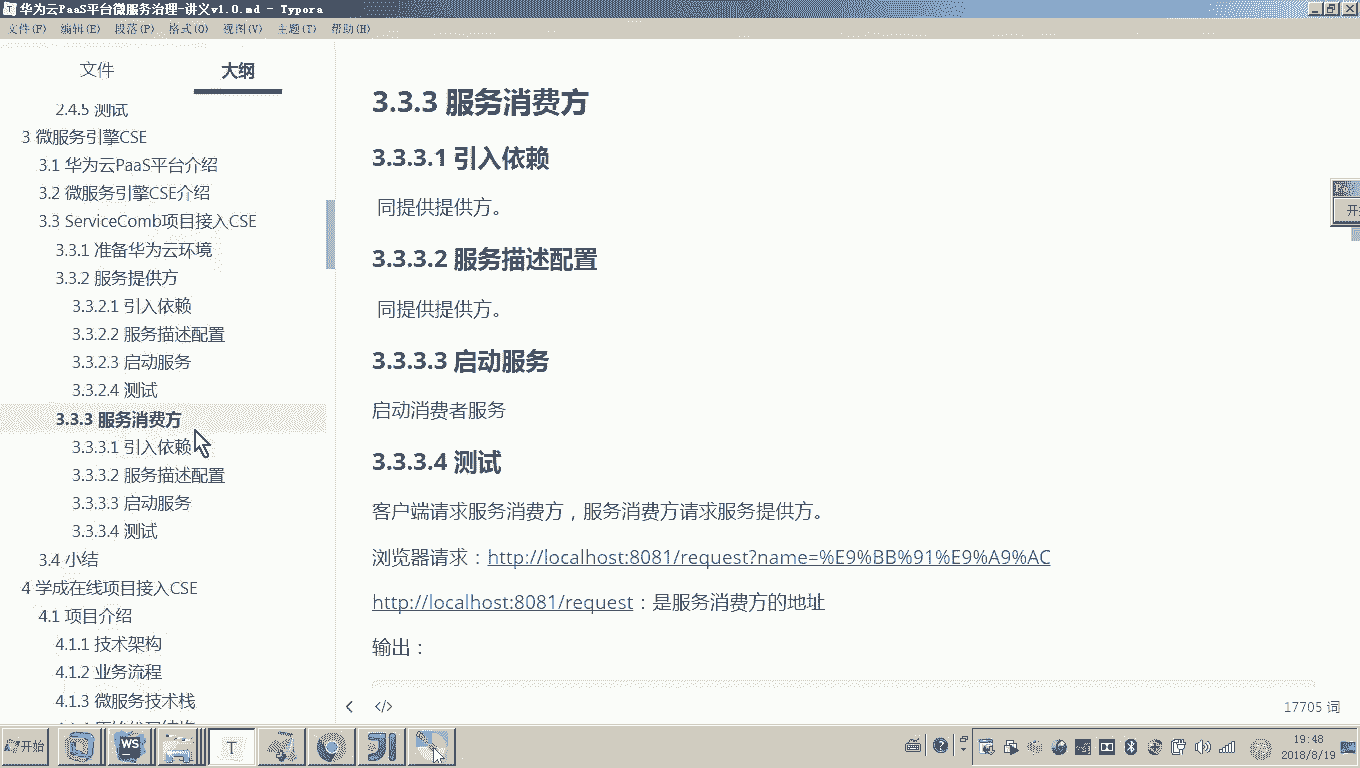 华为云PaaS平台微服务治理-讲义v1.0.md - Typora
文件(F) 编辑(E) 段落(P) 格式(O) 视图(V) 主题(T) 帮助(H)
文件 大纲
2.4.5 测试
3 微服务引擎CSE
3.1 华为云PaaS平台介绍
3.2 微服务引擎CSE介绍
3.3 ServiceComb项目接入CSE
3.3.1 准备华为云环境
3.3.2 服务提供方
3.3.2.1 引入依赖
3.3.2.2 服务描述配置
3.3.2.3 启动服务
3.3.2.4 测试
3.3.3 服务消费方
3.3.3.1 引入依赖
3.3.3.2 服务描述配置
3.3.3.3 启动服务
3.3.3.4 测试
3.4 小结
4 学成在线项目接入CSE
4.1 项目介绍
4.1.1 技术架构
4.1.2 业务流程
4.1.3 微服务技术栈
3.3.3 服务消费方
3.3.3.1 引入依赖
同提供提供方。
3.3.3.2 服务描述配置
同提供提供方。
3.3.3.3 启动服务
启动消费者服务
3.3.3.4 测试
客户端请求服务消费方，服务消费方请求服务提供方。
浏览器请求：http://localhost:8081/request?name=%E9%BB%91%E9%A9%AC
http://localhost:8081/request：是服务消费方的地址
输出：
17705 词
开始
WS
T
19:48
2018/8/19